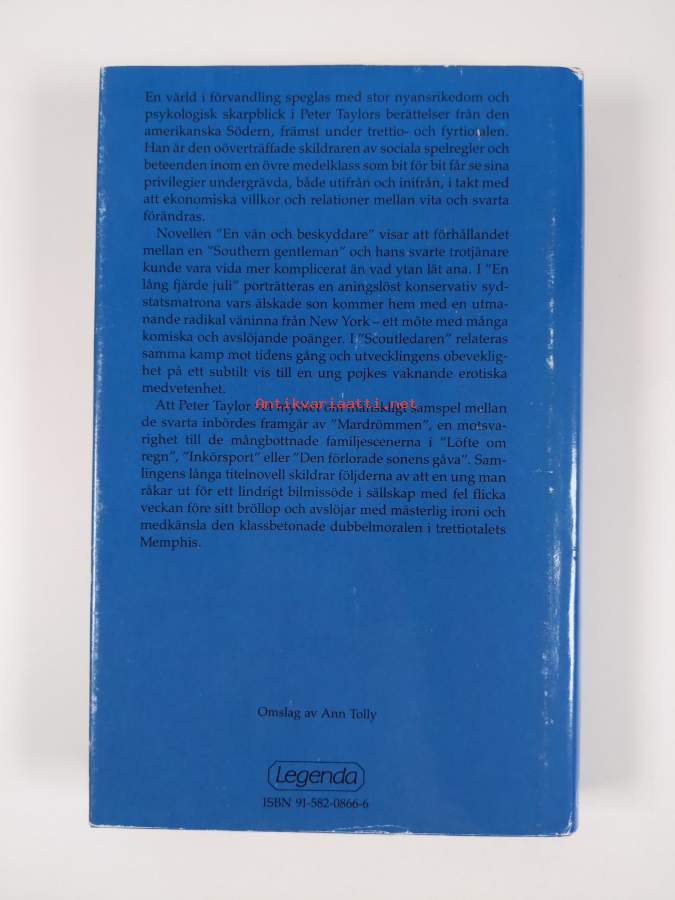 En värld i förvandling speglas med stor nyansrikedom och
psykologisk skarpblick i Peter Taylors berättelser från den
amerikanska Södern, främst under trettio- och fyrtiotalen.
Han är den oöverträffade skildraren av sociala spelregler och
beteenden inom en övre medelklass som bit för bit får se sina
privilegier undergrävda, både utifrån och inifrån, i takt med
att ekonomiska villkor och relationer mellan vita och svarta
förändras.
Novellen ”En vän och beskyddare” visar att förhållandet
mellan en ”Southern gentleman” och hans svarte trotjänare
kunde vara vida mer komplicerat än vad ytan lät ana. I ”En
lång fjärde juli” porträtteras en aningslöst konservativ syd-
statsmatrona vars älskade son kommer hem med en utma-
nande radikal väninna från New York – ett möte med många
komiska och avslöjande poänger. I ”Scoutledaren” relateras
samma kamp mot tidens gång och utvecklingens obeveklig-
het på ett subtilt vis till en ung pojkes vaknande erotiska
medvetenhet.
Antikvariaatti.net
Att Peter Taylor vet mycket om mänskligt samspel mellan
de svarta inbördes framgår av ”Mardrömmen”, en motsva-
righet till de mångbottnade familjescenerna i ”Löfte om
regn”, ”Inkörsport” eller ”Den förlorade sonens gåva”. Sam-
lingens långa titelnovell skildrar följderna av att en ung man
råkar ut för ett lindrigt bilmissöde i sällskap med fel flicka
veckan före sitt bröllop och avslöjar med mästerlig ironi och
medkänsla den klassbetonade dubbelmoralen i trettiotalets
Memphis.
Omslag av Ann Tolly
Legenda
ISBN 91-582-0866-6